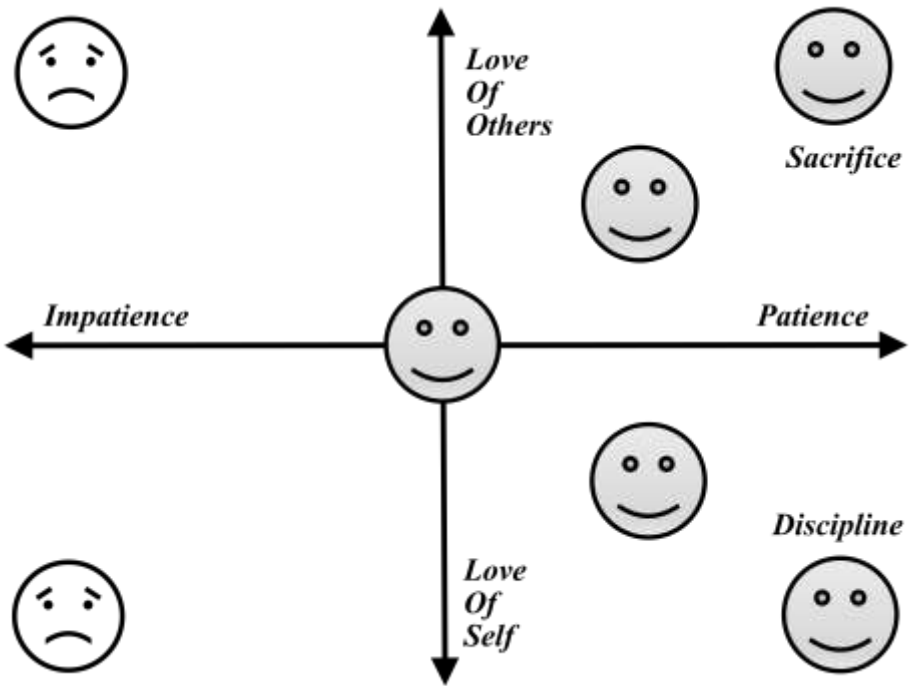 Love
Of
Others
Sacrifice
Impatience
Patience
Discipline
Love
Of
Self